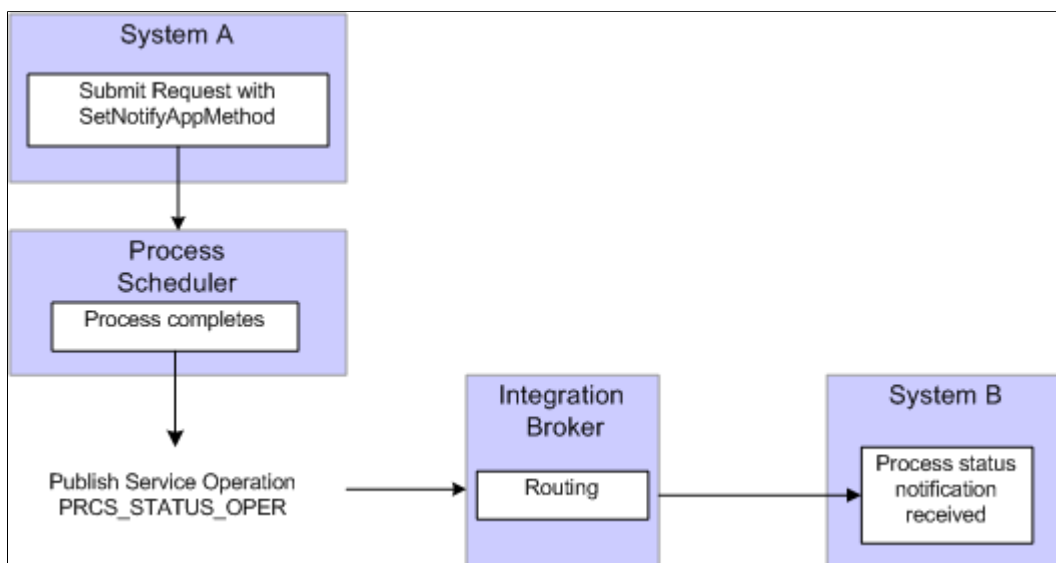 System A
Submit Request with
SetNotifyAppMethod
Process
Scheduler
Process completes
Publish Service Operation
PRCS_STATUS_OPER
Integration
Broker
Routing
System B
Process status
notification
received